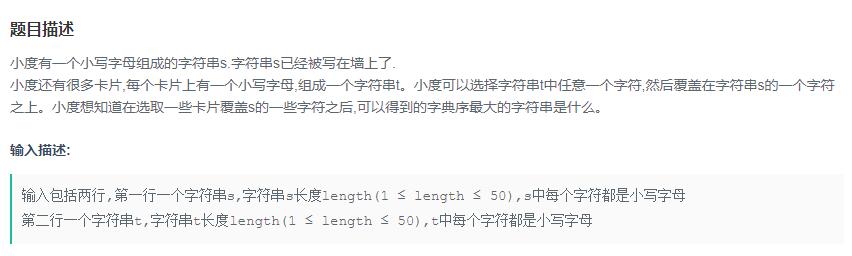 题目描述
小度有一个小写字母组成的字符串s.字符串s已经被写在墙上了.
小度还有很多卡片,每个卡片上有一个小写字母,组成一个字符串t。小度可以选择字符串t中任意一个字符,然后覆盖在字符串s的一个字符
之上。小度想知道在选取一些卡片覆盖s的一些字符之后,可以得到的字典序最大的字符串是什么。
输入描述:
输入包括两行,第一行一个字符串s,字符串s长度length(1 ≤ length ≤ 50),s中每个字符都是小写字母
第二行一个字符串t,字符串t长度length(1 ≤ length ≤ 50),t中每个字符都是小写字母